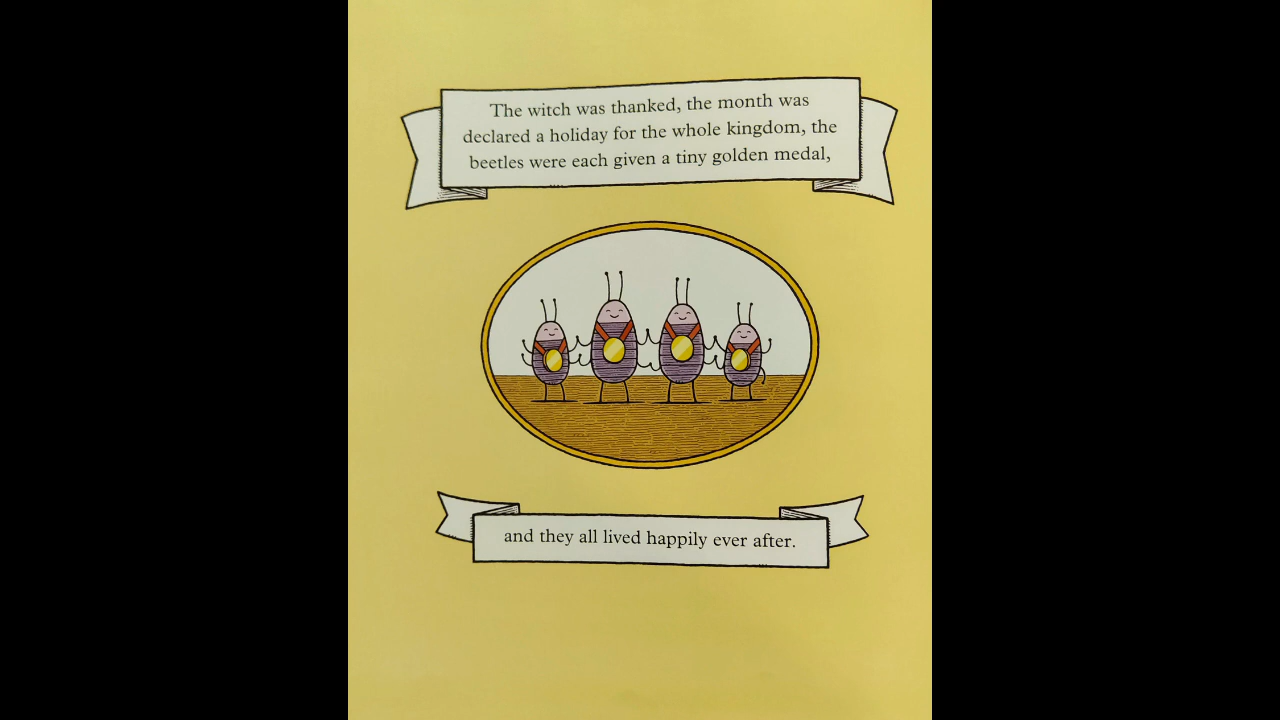 The witch was thanked, the month was
declared a holiday for the whole kingdom, the
beetles were each given a tiny golden medal,
and they all lived happily ever after.